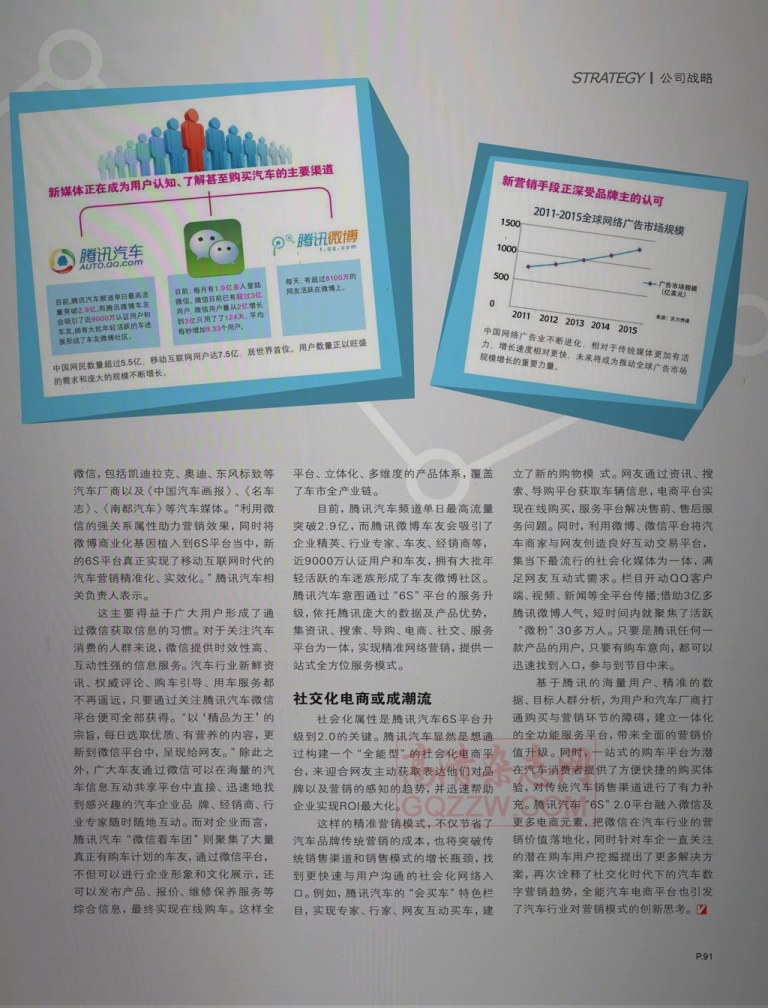 STRATEGY | 公司战略
新媒体正在成为用户认知、了解甚至购买汽车的主要渠道
腾讯汽车
AUTO.QQ.COM
目前,腾讯汽车频道单日最高流
量突破2.9亿,而腾讯微博车友
会吸引了近9000万认证用户和
车友,拥有大批年轻活跃的车迷
族形成了车友微博社区。
目前，每月有1.9亿多人登陆
微信。微信目前已有超过3亿
用户，微信用户量从2亿增长
到3亿只用了了124天，平均
每秒增加9.33个用户。
腾讯微博
t.qq.com
每天，有超过8100万的
网友活跃在微博上。
中国网民数量超过5.5亿，移动互联网用户达7.5亿，居世界首位。用户数量正以旺盛
的需求和庞大的规模不断增长。
新营销手段正深受品牌主的认可
2011-2015全球网络广告市场规模
1500
1000
500
0
2011 2012 2013 2014 2015
广告市场规模
（亿美元）
中国网络广告业不断进化，相对于传统媒体更加有活
力，增长速度相对更快，未来将成为推动全球广告市场
规模增长的重要力量。
微信，包括凯迪拉克、奥迪、东风标致等
汽车厂商以及《中国汽车画报》、《名车
志》、《南都汽车》等汽车媒体。“利用微
信的强关系属性助力营销效果，同时将
微博商业化基因植入到6S平台当中，新
的6S平台真正实现了移动互联网时代的
汽车营销精准化、实效化。”腾讯汽车相
关负责人表示。
这主要得益于广大用户形成了通
过微信获取信息的习惯。对于关注汽车
消费的人群来说，微信提供时效性高、
互动性强的信息服务。汽车行业新鲜资
讯、权威评论、购车引导、用车服务都
不再遥远，只要通过关注腾讯汽车微信
平台便可全部获得。“以‘精品为王’的
宗旨，每日选取优质、有营养的内容，更
新到微信平台中，呈现给网友。”除此之
外，广大车友通过微信可以在海量的汽
车信息互动共享平台中直接、迅速地找
到感兴趣的汽车企业品 牌、经销商、行
业专家随时随地互动。而对企业而言，
腾讯汽车“微信看车团”则聚集了大量
真正有购车计划的车友，通过微信平台，
不但可以进行企业形象和文化展示，还
可以发布产品、报价、维修保养服务等
综合信息，最终实现在线购车。这样全
平台、立体化、多维度的产品体系，覆盖
了车市全产业链。
目前，腾讯汽车频道单日最高流量
突破2.9亿，而腾讯微博车友会吸引了
企业精英、行业专家、车友、经销商等，
近9000万认证用户和车友，拥有大批年
轻活跃的车迷族形成了车友微博社区。
腾讯汽车意图通过“6S”平台的服务升
级，依托腾讯庞大的数据及产品优势，
集资讯、搜索、导购、电商、社交、服务
平台为一体，实现精准网络营销，提供一
站式全方位服务模式。
社交化电商或成潮流
社会化属性是腾讯汽车6S平台升
级到2.0的关键。腾讯汽车显然是想通
过构建一个“全能型”的社会化电商平
台，来迎合网友主动获取表达他们对品
牌以及营销的感知的趋势，并迅速帮助
企业实现ROI最大化。
这样的精准营销模式，不仅节省了
汽车品牌传统营销的成本，也将突破传
统销售渠道和销售模式的增长瓶颈，找
到更快速与用户沟通的社会化网络入
口。例如，腾讯汽车的“会买车”特色栏
目，实现专家、行家、网友互动买车，建
立了新的购物模 式。网友通过资讯、搜
索、导购平台获取车辆信息，电商平台实
现在线购买，服务平台解决售前、售后服
务问题。同时，利用微博、微信平台将汽
车商家与网友创造良好互动交易平台，
集当下最流行的社会化媒体为一体，满
足网友互动式需求。栏目开动QQ客户
端、视频、新闻等全平台传播；借助3亿多
腾讯微博人气，短时间内就聚焦了活跃
“微粉”30多万人。只要是腾讯任何一
款产品的用户，只要有购车意向，都可以
迅速找到入口，参与到节目中来。
基于腾讯的海量用户、精准的数
据、目标人群分析，为用户和汽车厂商打
通购买与营销环节的障碍，建立一体化
的全功能服务平台，带来全面的营销价
值升级。同时，一站式的购车平台为潜
在汽车消费者提供了方便快捷的购买体
验，对传统汽车销售渠道进行了有力补
充。腾讯汽车“6S”2.0平台融入微信及
更多电商元素，把微信在汽车行业的营
销价值落地化，同时针对车企一直关注
的潜在购车用户挖掘提出了更多解决方
案，再次诠释了社交化时代下的汽车数
字营销趋势，全能汽车电商平台也引发
了汽车行业对营销模式的创新思考。
GQZZW.COM
P.91